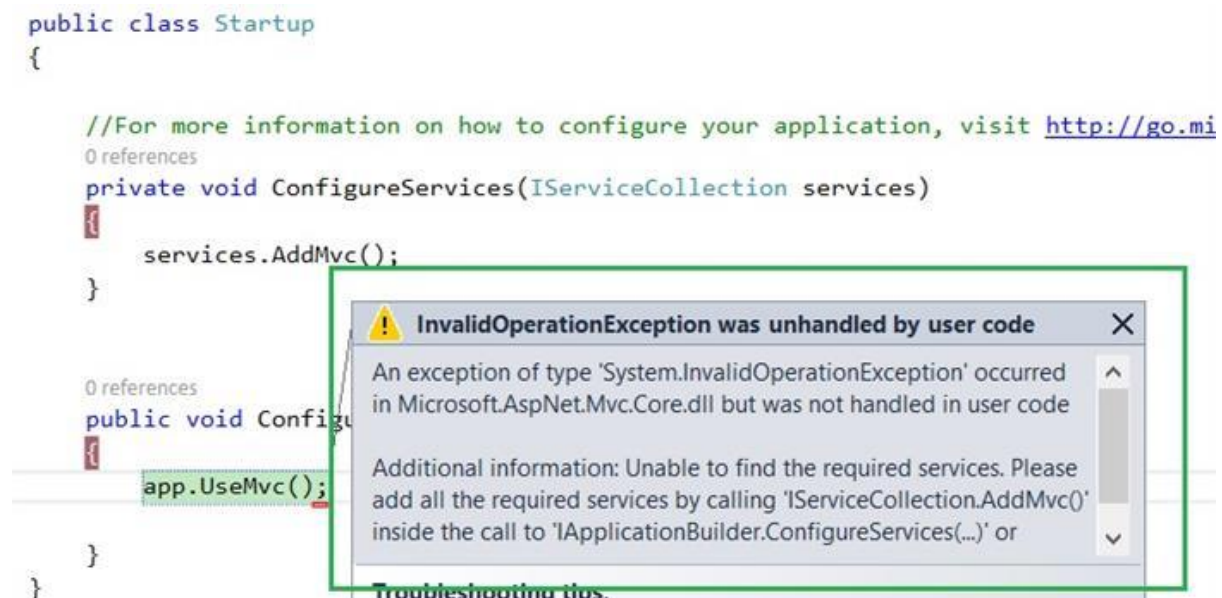 public class Startup
{
//For more information on how to configure your application, visit http://go.mi
0 references
private void ConfigureServices(IServiceCollection services)
{
services.AddMvc();
}
0 references
public void Configu
{
app.UseMvc();
}
}
InvalidOperationException was unhandled by user code
An exception of type 'System.InvalidOperationException' occurred
in Microsoft.AspNet.Mvc.Core.dll but was not handled in user code
Additional information: Unable to find the required services. Please
add all the required services by calling 'IServiceCollection.AddMvc()'
inside the call to 'IApplicationBuilder.ConfigureServices(...)' or
Troubleshooting tips.